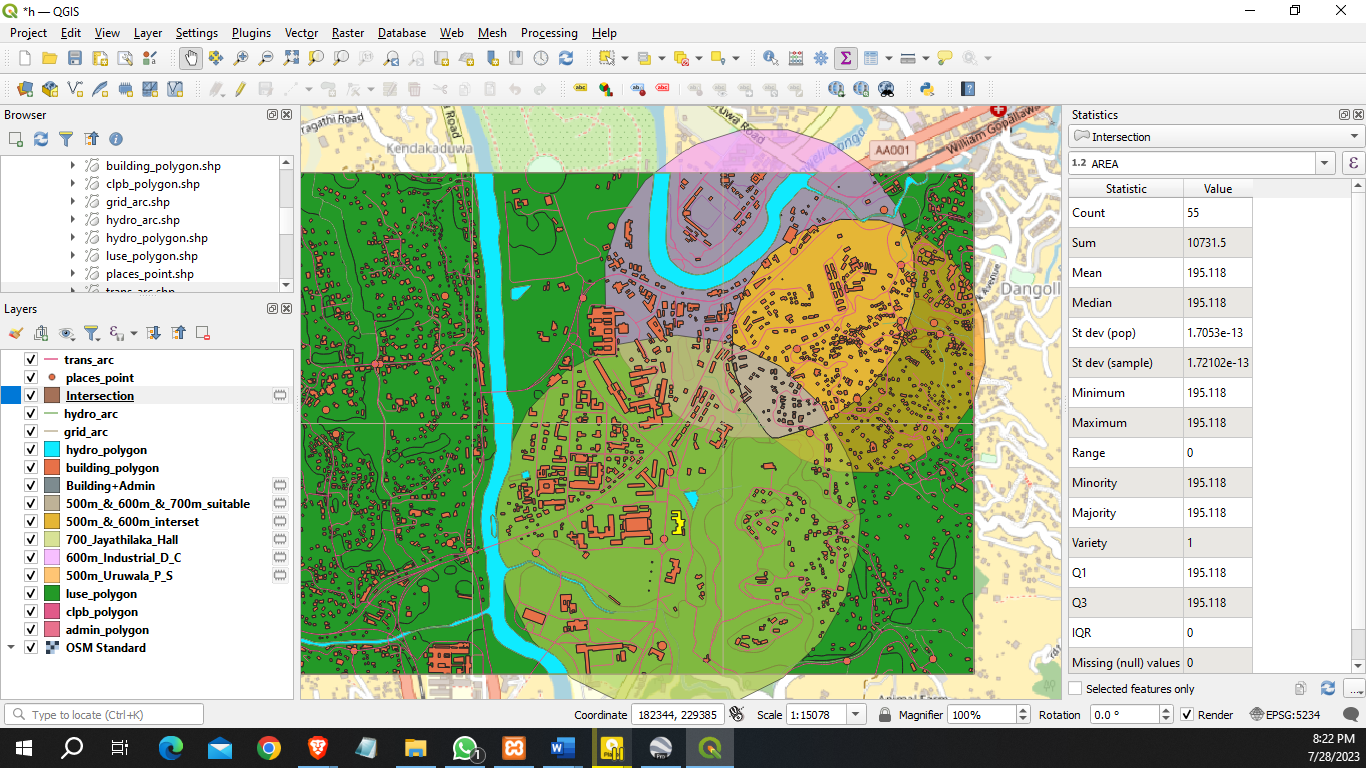 *h — QGIS
Project Edit View Layer Settings Plugins Vector Raster Database Web Mesh Processing Help
Browser
building_polygon.shp
clpb_polygon.shp
grid_arc.shp
hydro_arc.shp
hydro_polygon.shp
luse_polygon.shp
places_point.shp
trans_arc.shp
Layers
trans_arc
places_point
Intersection
hydro_arc
grid_arc
hydro_polygon
building_polygon
Building+Admin
500m_&_600m_&_700m_suitable
500m_&_600m_interset
700_Jayathilaka_Hall
600m_Industrial_D_C
500m_Uruwala_P_S
luse_polygon
clpb_polygon
admin_polygon
OSM Standard
ragathi Road
Road
Kendakaduwa
uwa Road
AA001
William Gopallawa
Avenue
Dangoll
Animal Farm
Statistics
Intersection
1.2 AREA
Statistic Value
Count 55
Sum 10731.5
Mean 195.118
Median 195.118
St dev (pop) 1.7053e-13
St dev (sample) 1.72102e-13
Minimum 195.118
Maximum 195.118
Range 0
Minority 195.118
Majority 195.118
Variety 1
Q1 195.118
Q3 195.118
IQR 0
Missing (null) values 0
Selected features only
Type to locate (Ctrl+K)
Coordinate 182344, 229385 Scale 1:15078 Magnifier 100% Rotation 0.0 ° Render EPSG:5234
1
8:22 PM
7/28/2023